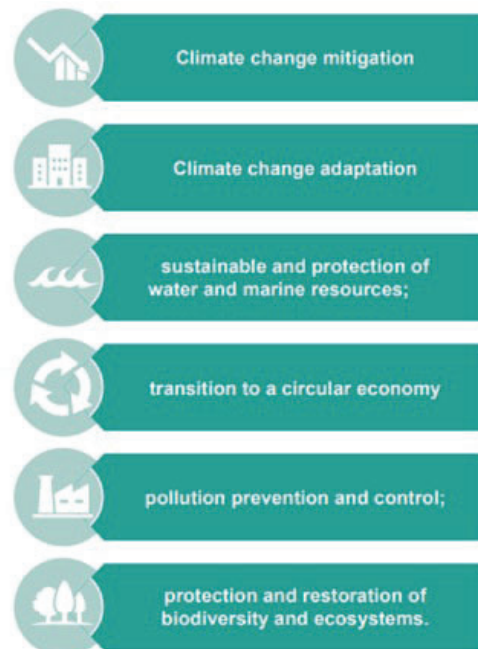 Climate change mitigation
Climate change adaptation
sustainable and protection of
water and marine resources;
transition to a circular economy
pollution prevention and control;
protection and restoration of
biodiversity and ecosystems.